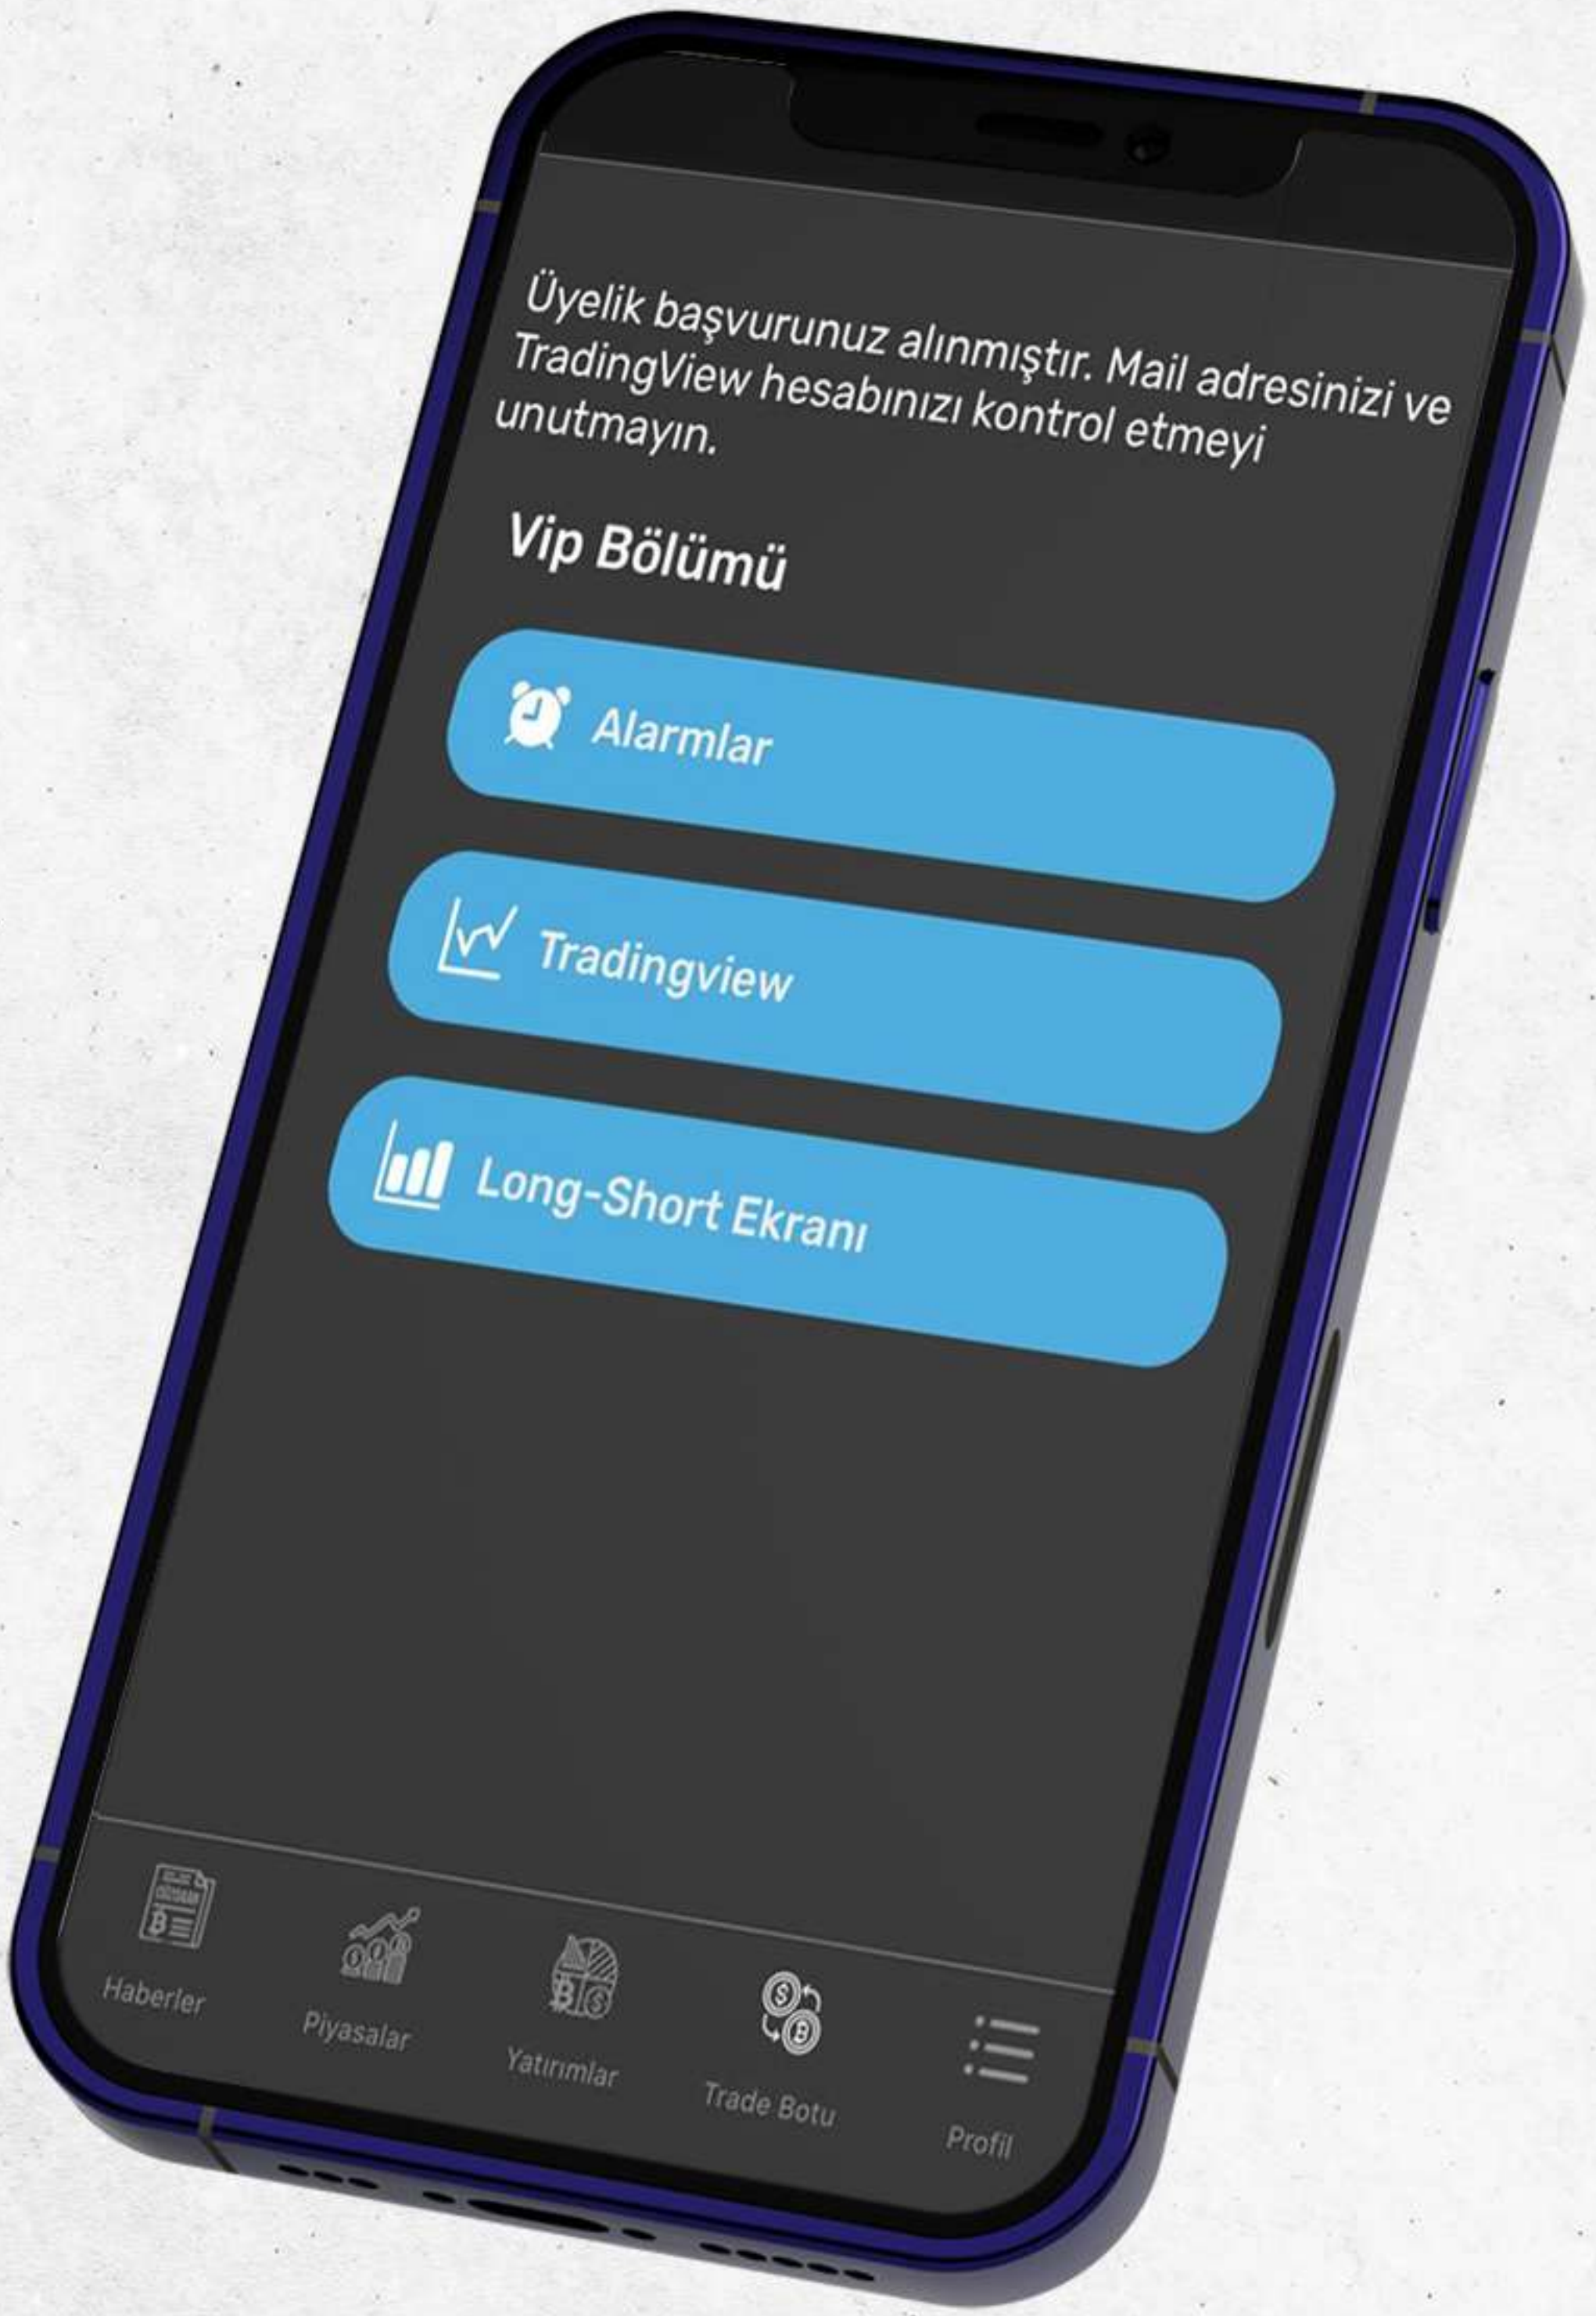 Üyelik başvurunuz alınmıştır. Mail adresinizi ve
TradingView hesabınızı kontrol etmeyi
unutmayın.
Vip Bölümü
Alarmlar
Tradingview
Long-Short Ekranı
Haberler
Piyasalar
Yatırımlar
Trade Botu
Profil